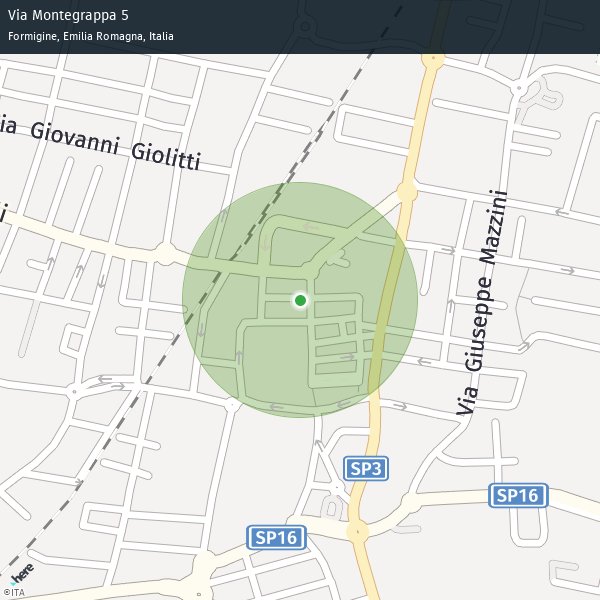 Via Montegrappa 5
Formigine, Emilia Romagna, Italia
ia Giovanni Giolitti
i
Via Giuseppe Mazzini
SP3
SP16
SP16
here
©ITA